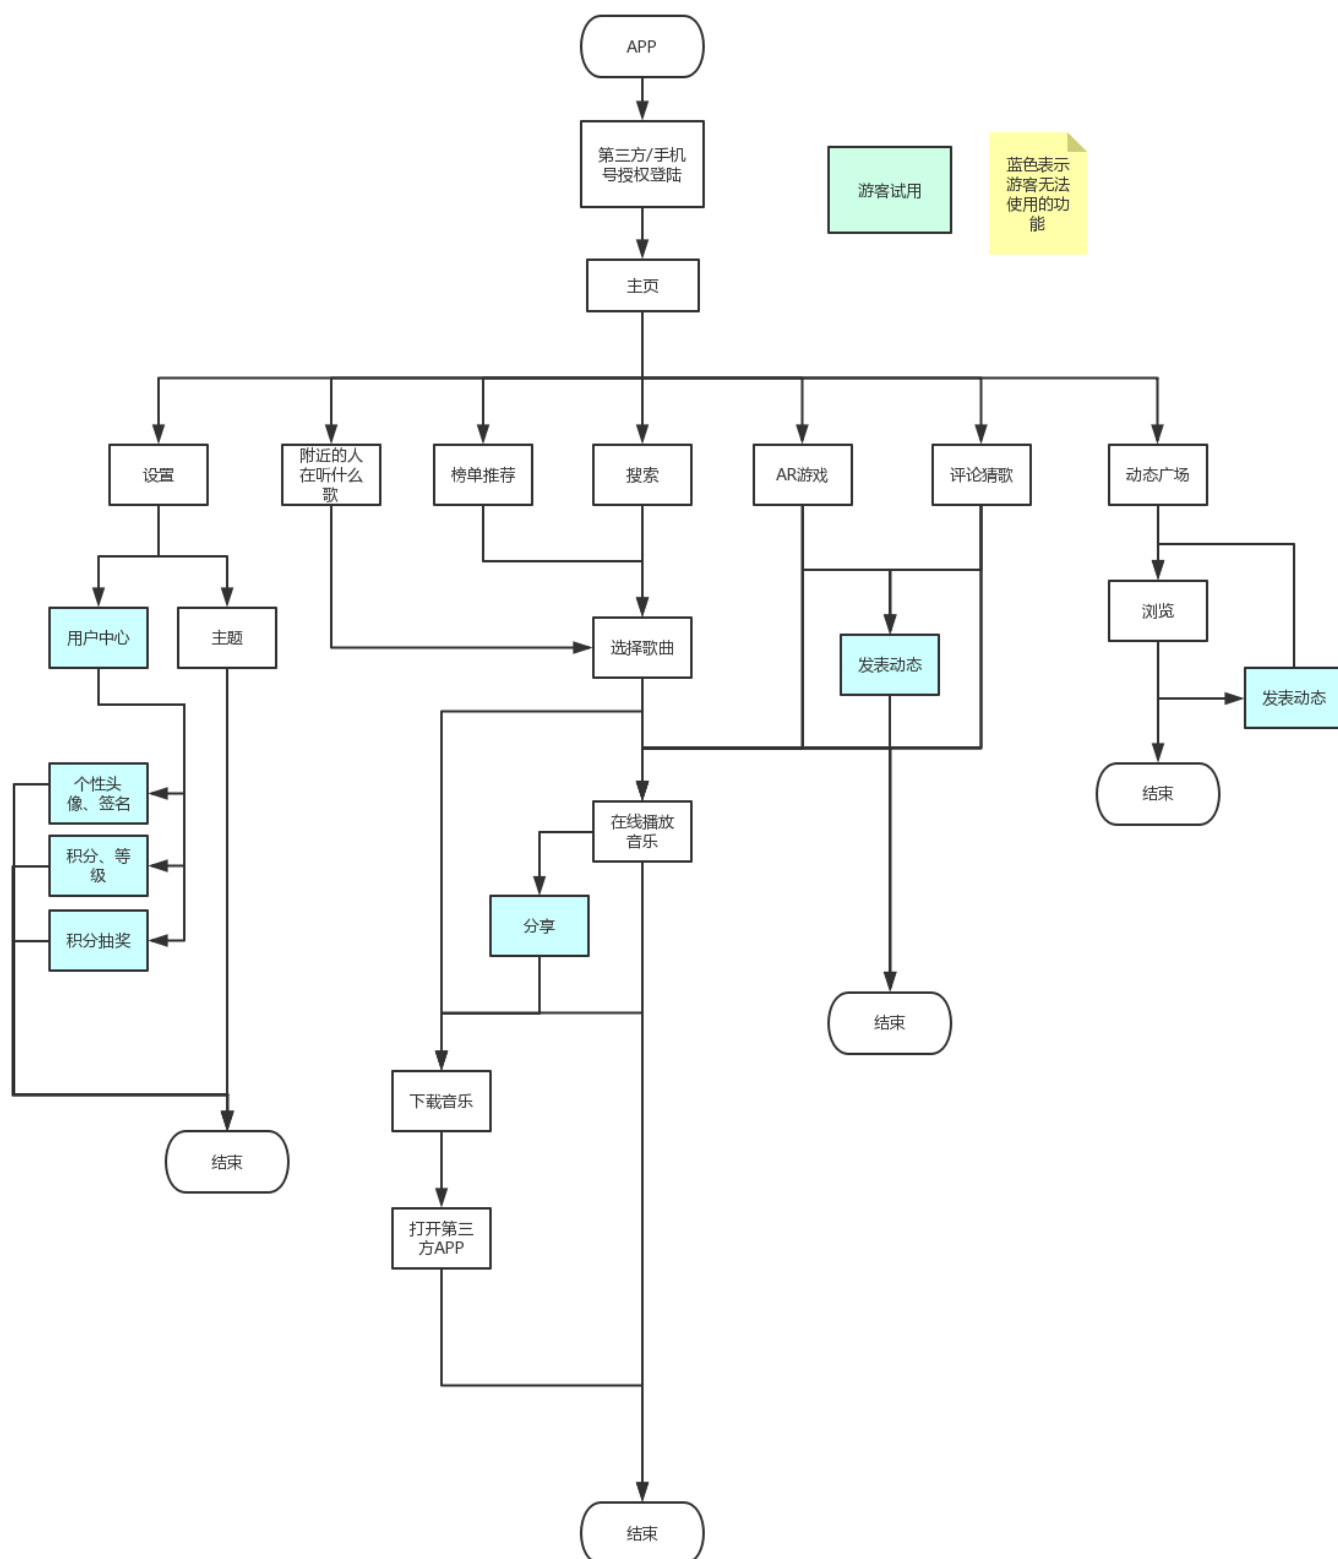 APP
第三方/手机
号授权登陆
游客试用
蓝色表示
游客无法
使用的功
能
主页
设置
附近的人
在听什么
歌
榜单推荐
搜索
AR游戏
评论猜歌
动态广场
用户中心
主题
选择歌曲
发表动态
浏览
发表动态
个性头
像、签名
积分、等
级
积分抽奖
在线播放
音乐
分享
结束
结束
下载音乐
结束
打开第三
方APP
结束